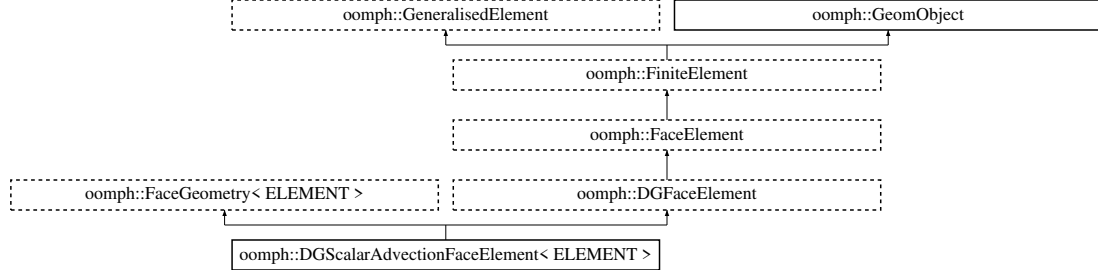 oomph::GeneralisedElement
oomph::GeomObject
oomph::FiniteElement
oomph::FaceElement
oomph::FaceGeometry< ELEMENT >
oomph::DGFaceElement
oomph::DGScalarAdvectionFaceElement< ELEMENT >